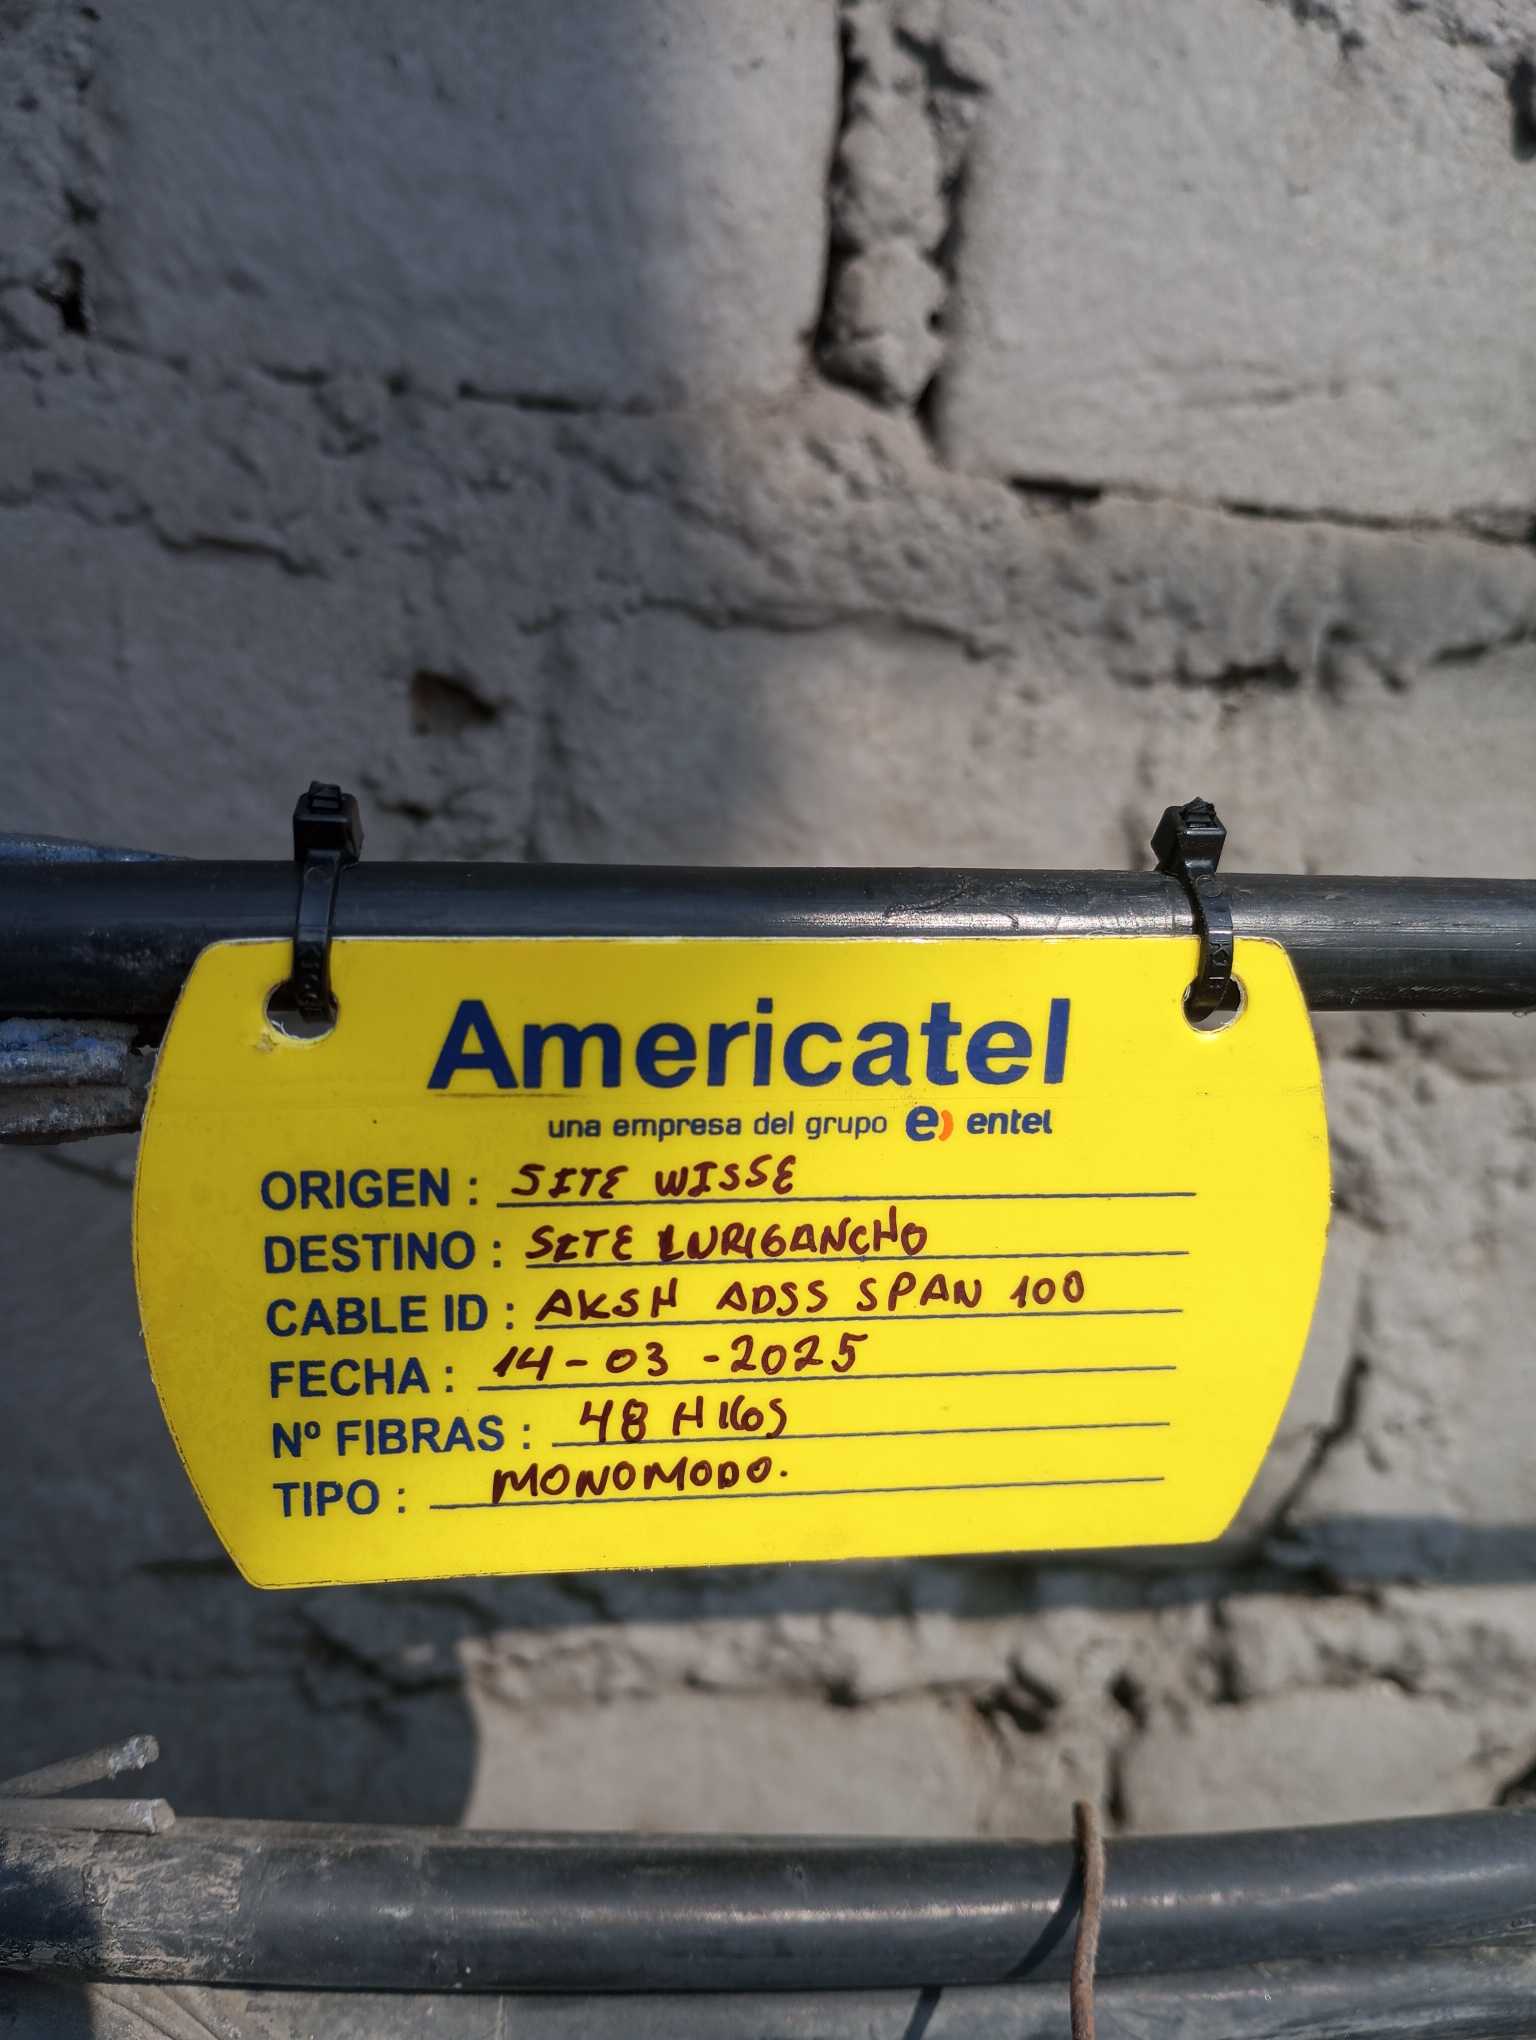 Americatel
una empresa del grupo e) entel
ORIGEN : SITE WISSE
DESTINO : SITE LURIGANCHO
CABLE ID : AKSH ADSS SPAN 100
FECHA : 14-03-2025
Nº FIBRAS : 48 HILOS
TIPO : MONOMODO.